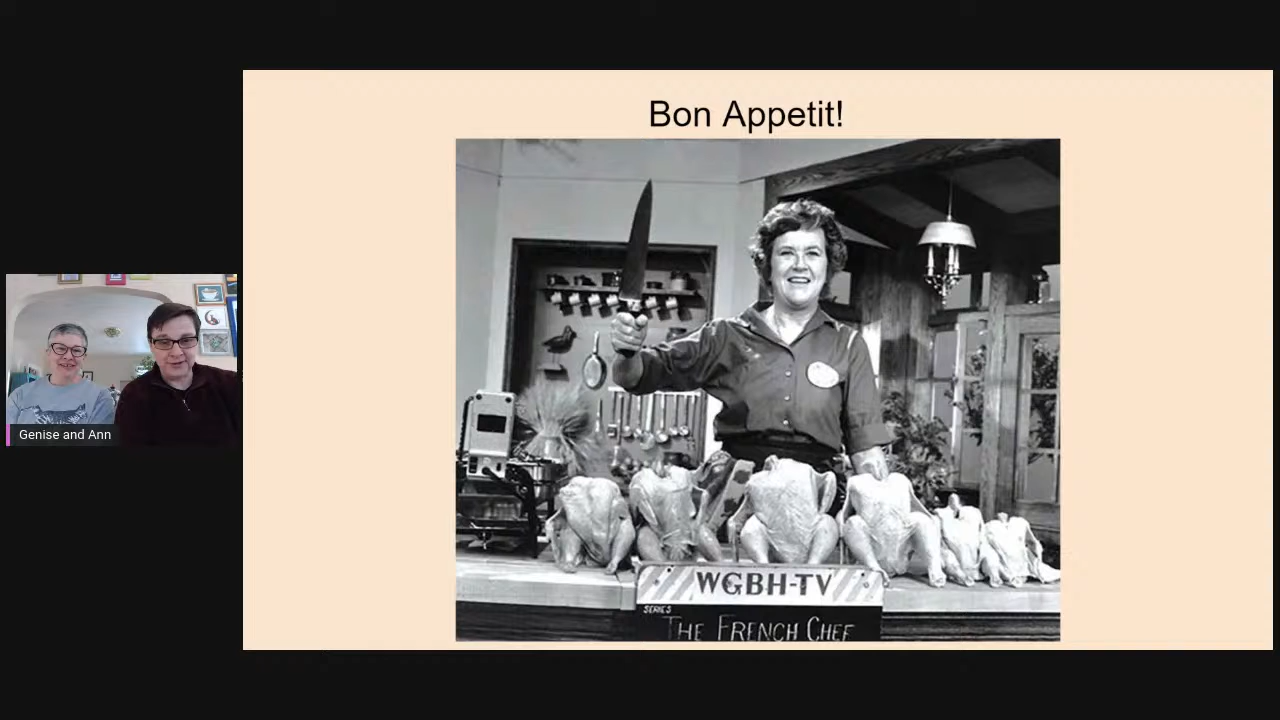 Bon Appetit!
WGBH-TV
SERIES
THE FRENCH CHEF
Genise and Ann